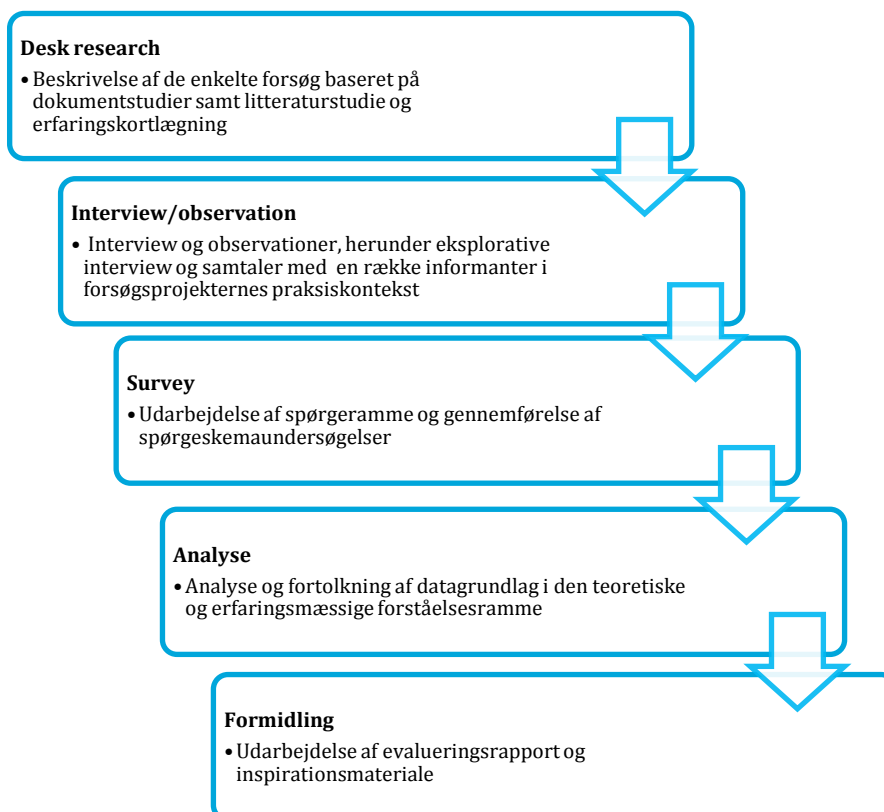 Desk research
•Beskrivelse af de enkelte forsøg baseret på
dokumentstudier samt litteraturstudie og
erfaringskortlægning
Interview/observation
• Interview og observationer, herunder eksplorative
interview og samtaler med en række informanter i
forsøgsprojekternes praksiskontekst
Survey
•Udarbejdelse af spørgeramme og gennemførelse af
spørgeskemaundersøgelser
Analyse
•Analyse og fortolkning af datagrundlag i den teoretiske
og erfaringsmæssige forståelsesramme
Formidling
•Udarbejdelse af evalueringsrapport og
inspirationsmateriale